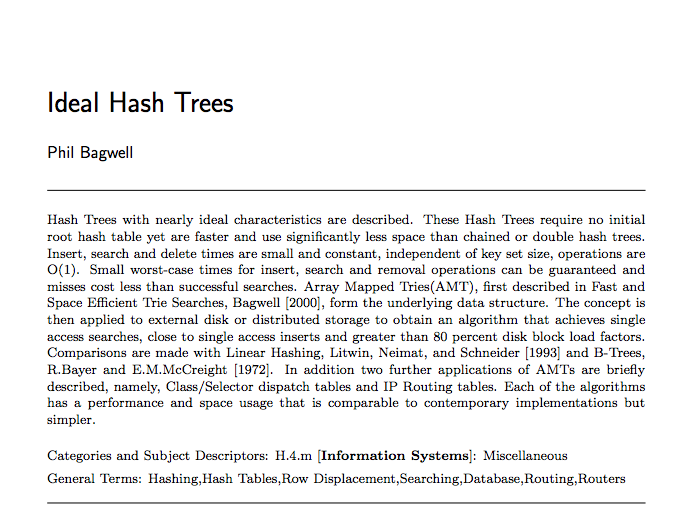 Ideal Hash Trees
Phil Bagwell
Hash Trees with nearly ideal characteristics are described. These Hash Trees require no initial
root hash table yet are faster and use significantly less space than chained or double hash trees.
Insert, search and delete times are small and constant, independent of key set size, operations are
O(1). Small worst-case times for insert, search and removal operations can be guaranteed and
misses cost less than successful searches. Array Mapped Tries(AMT), first described in Fast and
Space Efficient Trie Searches, Bagwell [2000], form the underlying data structure. The concept is
then applied to external disk or distributed storage to obtain an algorithm that achieves single
access searches, close to single access inserts and greater than 80 percent disk block load factors.
Comparisons are made with Linear Hashing, Litwin, Neimat, and Schneider [1993] and B-Trees,
R.Bayer and E.M.McCreight [1972]. In addition two further applications of AMTs are briefly
described, namely, Class/Selector dispatch tables and IP Routing tables. Each of the algorithms
has a performance and space usage that is comparable to contemporary implementations but
simpler.
Categories and Subject Descriptors: H.4.m [Information Systems]: Miscellaneous
General Terms: Hashing,Hash Tables,Row Displacement,Searching,Database,Routing,Routers